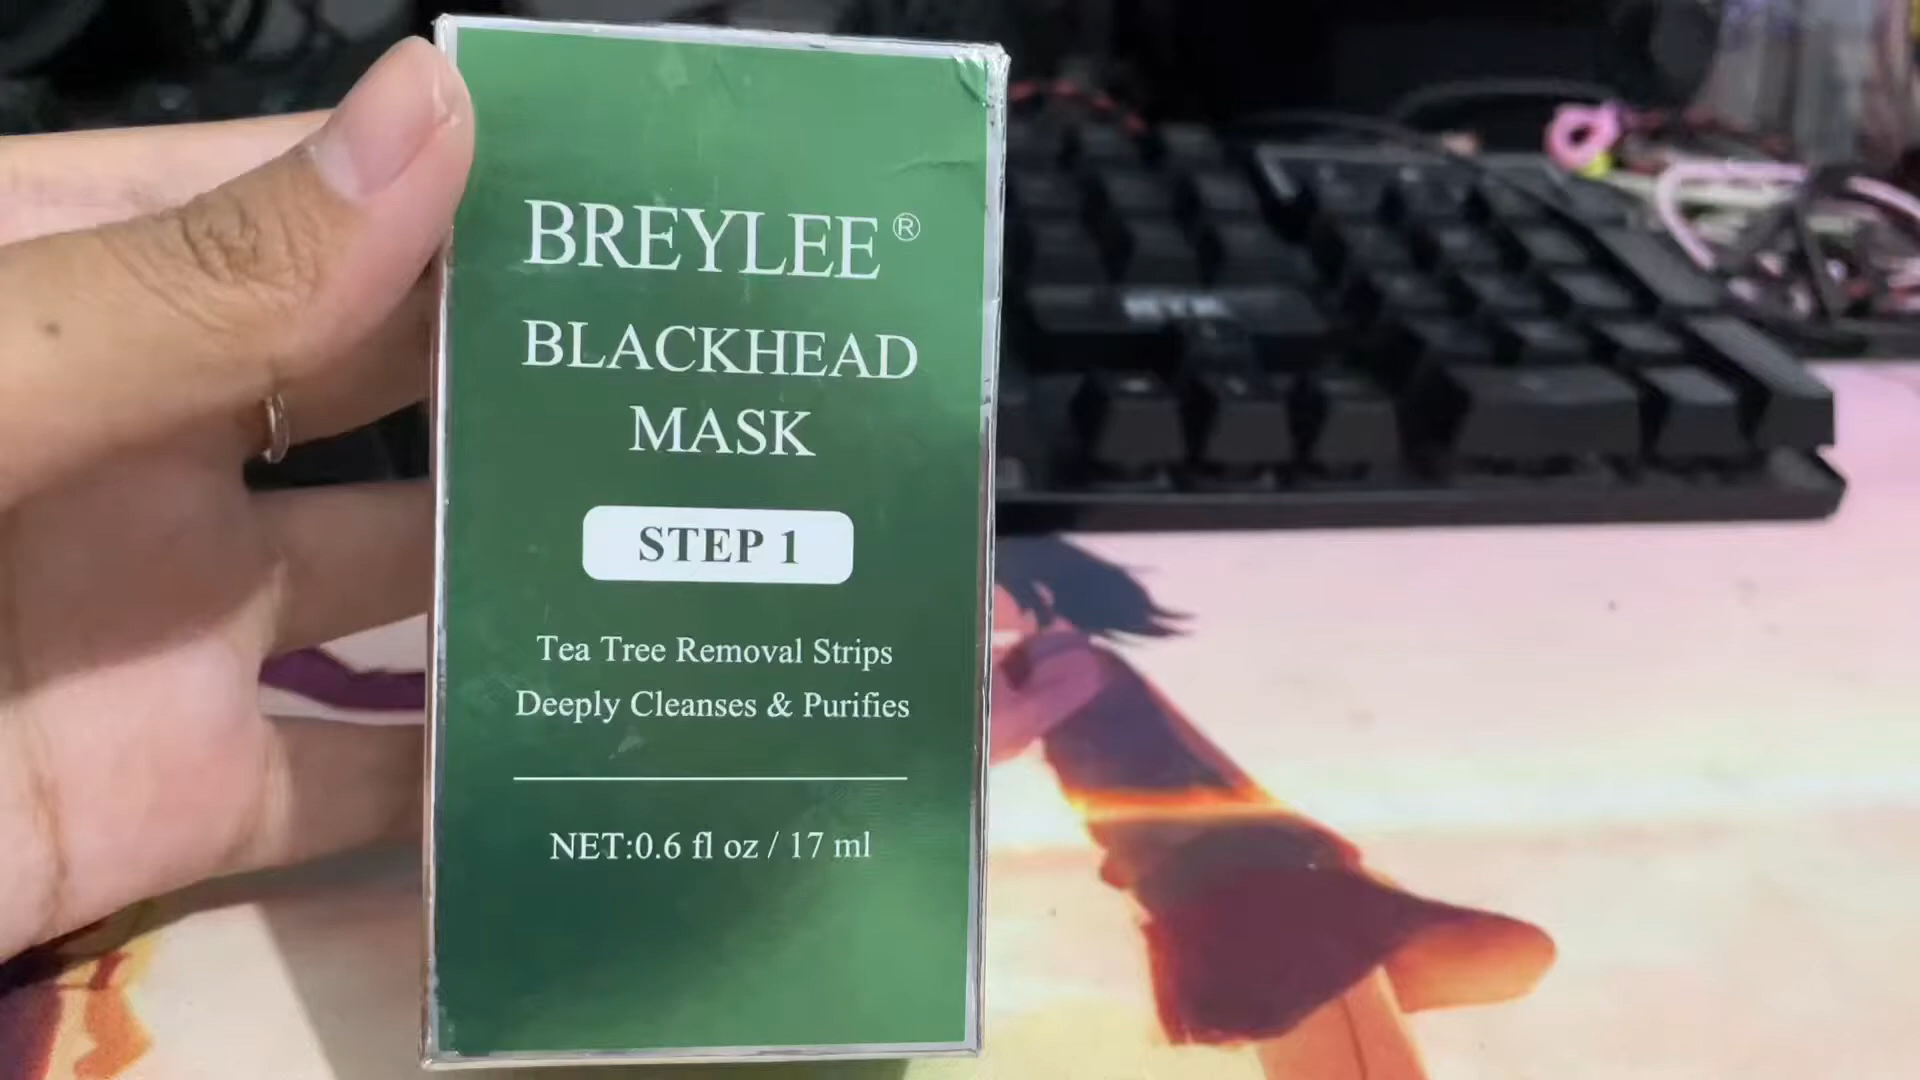 BREYLEE®
BLACKHEAD
MASK
STEP 1
Tea Tree Removal Strips
Deeply Cleanses & Purifies
NET:0.6 fl oz / 17 ml